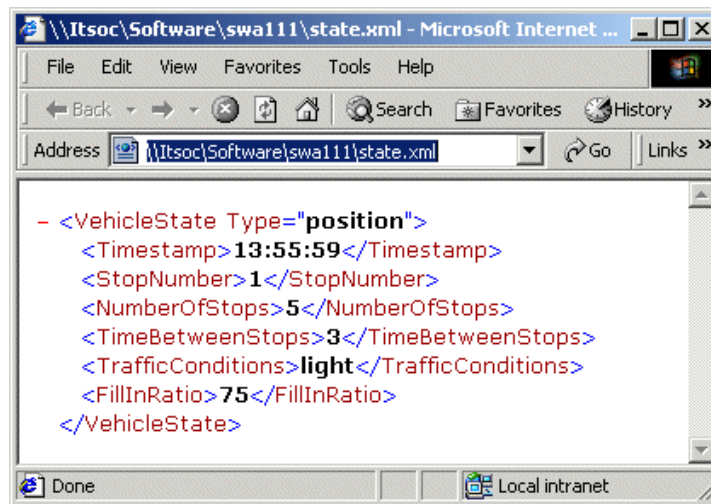 \\Itsoc\Software\swa111\state.xml - Microsoft Internet ...
File Edit View Favorites Tools Help
Back Search Favorites History »
Address \\Itsoc\Software\swa111\state.xml Go Links »
- <VehicleState Type="position">
<Timestamp>13:55:59</Timestamp>
<StopNumber>1</StopNumber>
<NumberOfStops>5</NumberOfStops>
<TimeBetweenStops>3</TimeBetweenStops>
<TrafficConditions>light</TrafficConditions>
<FillInRatio>75</FillInRatio>
</VehicleState>
Done Local intranet